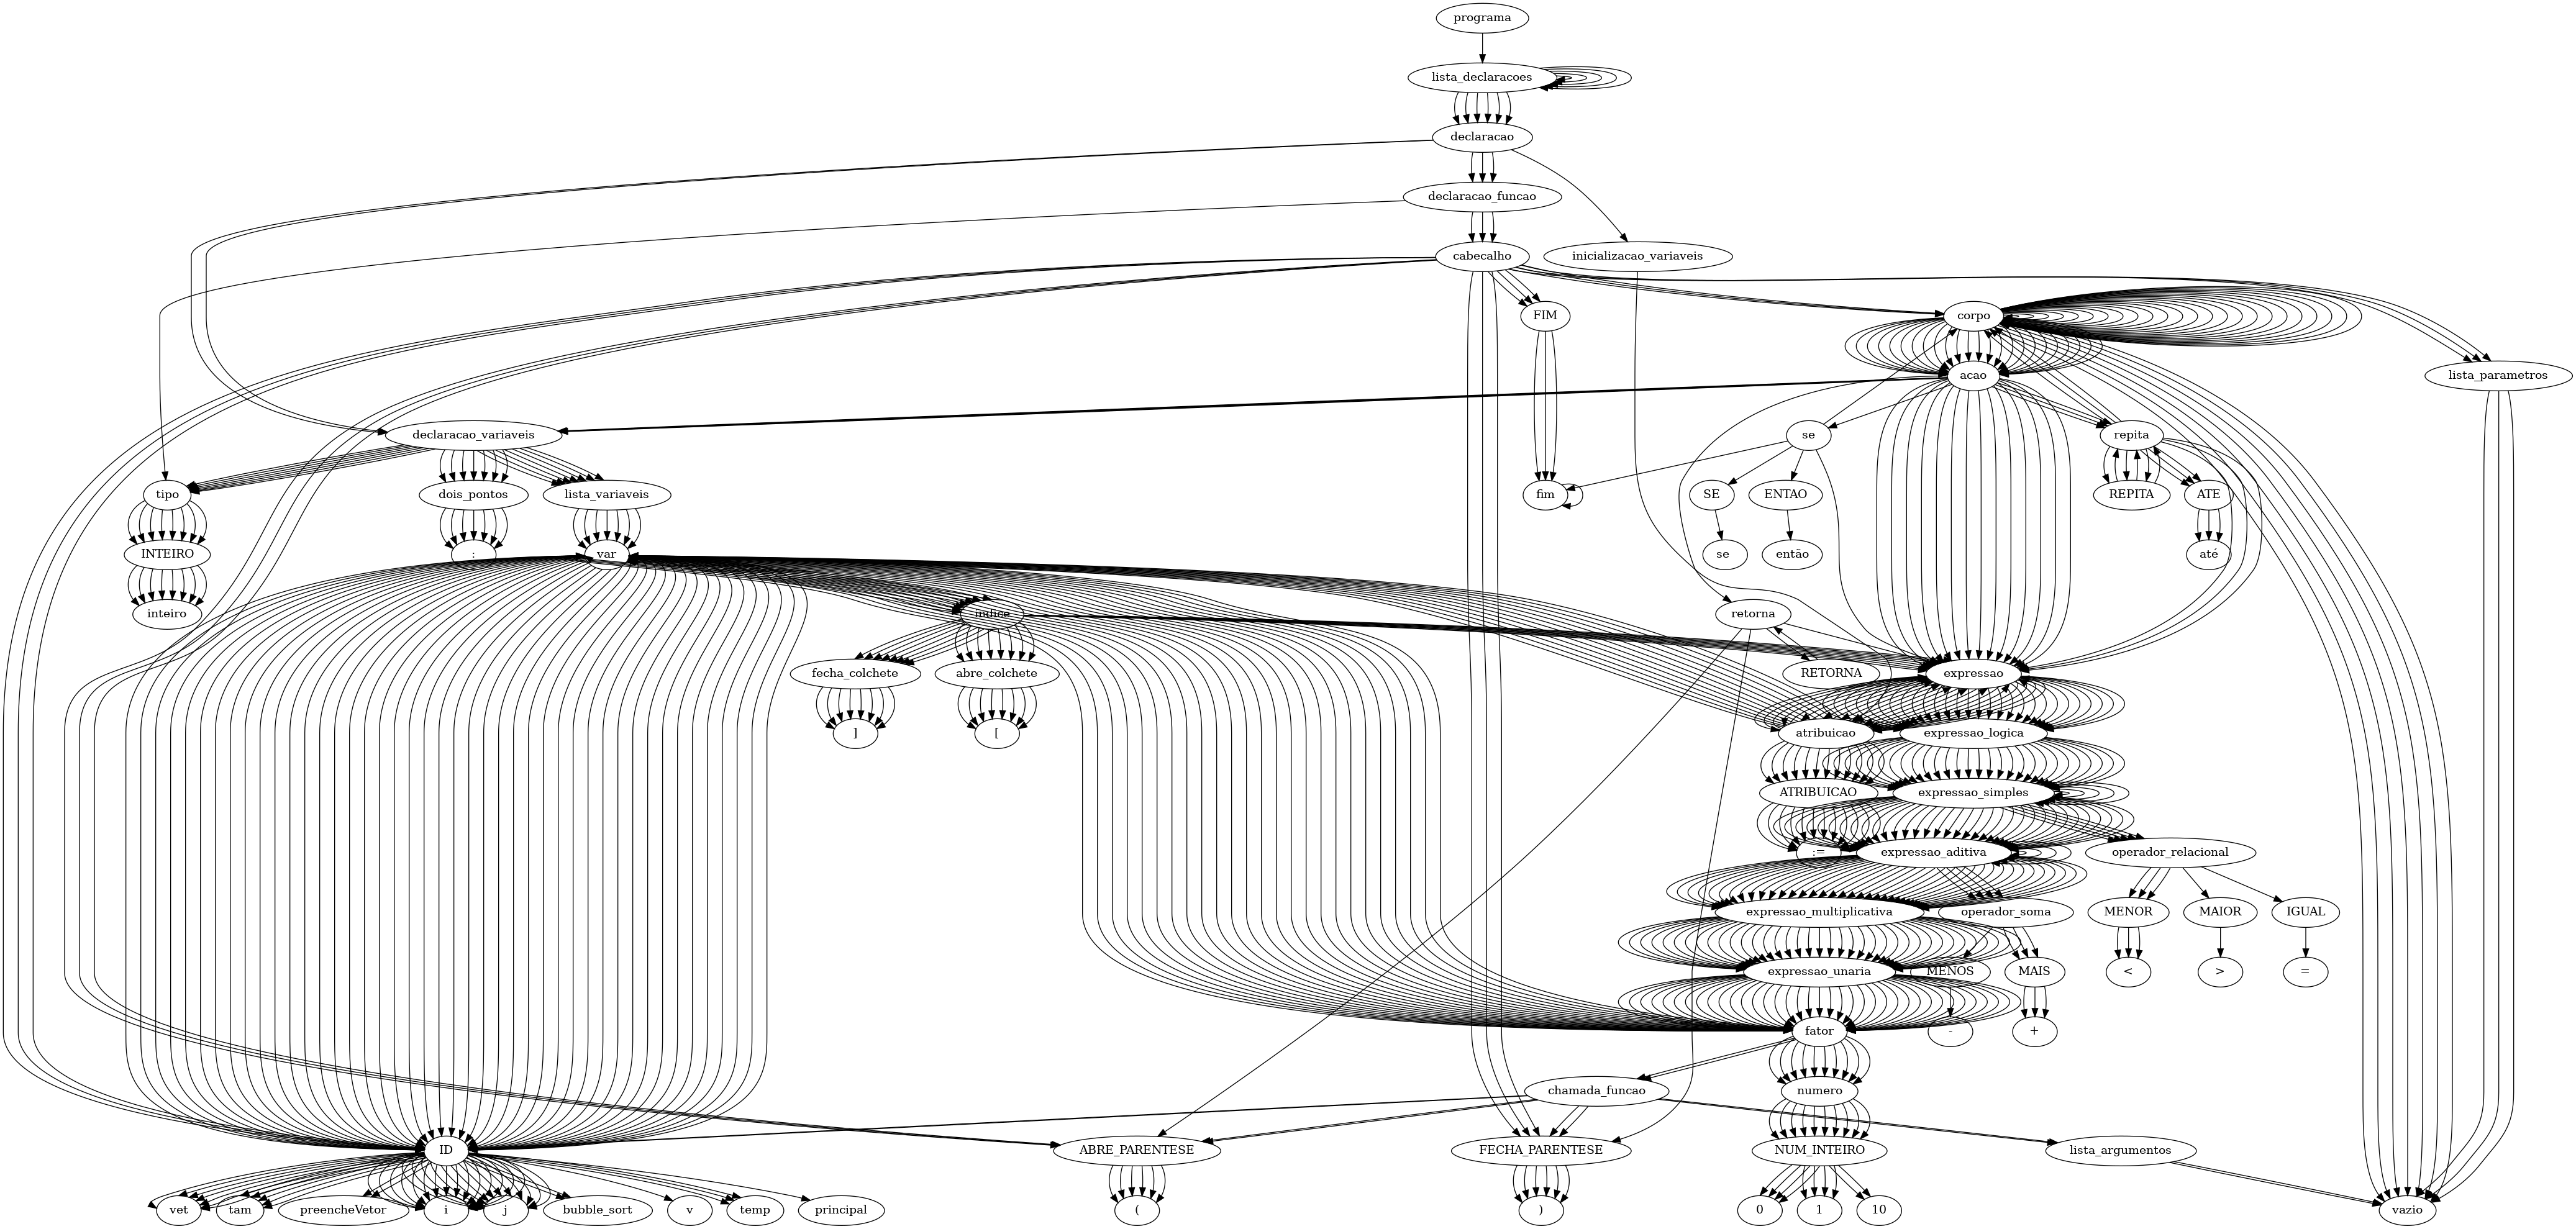 programa
lista_declaracoes
declaracao
declaracao_funcao
cabecalho
inicializacao_variaveis
FIM
corpo
acao
lista_parametros
declaracao_variaveis
se
repita
tipo
dois_pontos
lista_variaveis
fim
SE
ENTAO
REPITA
ATE
INTEIRO
:
var
se
então
até
inteiro
indice
retorna
fecha_colchete
abre_colchete
RETORNA
expressao
]
[
atribuicao
expressao_logica
ATRIBUICAO
expressao_simples
:=
expressao_aditiva
operador_relacional
expressao_multiplicativa
operador_soma
MENOR
MAIOR
IGUAL
expressao_unaria
MENOS
MAIS
<
>
=
fator
-
+
chamada_funcao
numero
ID
ABRE_PARENTESE
FECHA_PARENTESE
NUM_INTEIRO
lista_argumentos
vet
tam
preencheVetor
i
j
bubble_sort
v
temp
principal
(
)
0
1
10
vazio